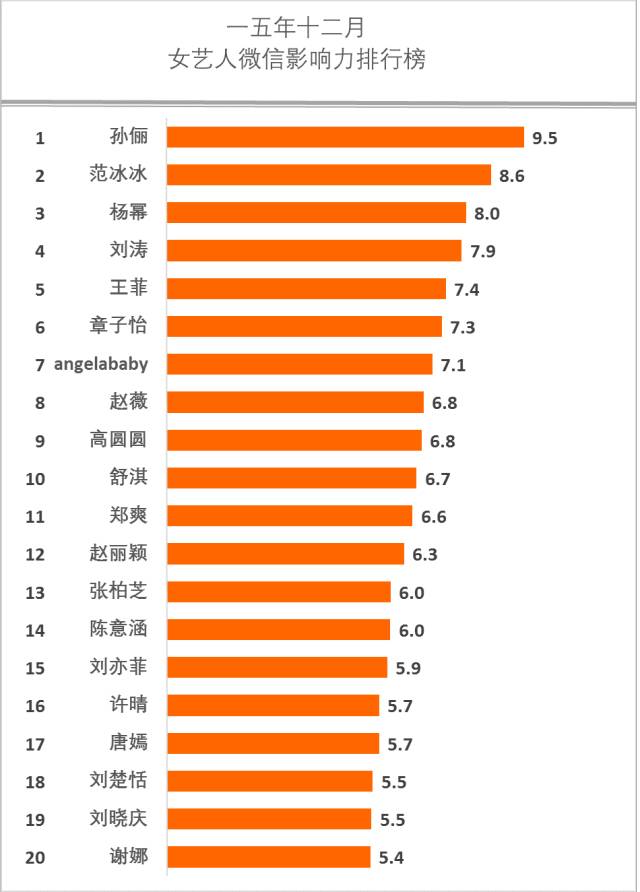 一五年十二月
女艺人微信影响力排行榜
1 孙俪 9.5
2 范冰冰 8.6
3 杨幂 8.0
4 刘涛 7.9
5 王菲 7.4
6 章子怡 7.3
7 angelababy 7.1
8 赵薇 6.8
9 高圆圆 6.8
10 舒淇 6.7
11 郑爽 6.6
12 赵丽颖 6.3
13 张柏芝 6.0
14 陈意涵 6.0
15 刘亦菲 5.9
16 许晴 5.7
17 唐嫣 5.7
18 刘楚恬 5.5
19 刘晓庆 5.5
20 谢娜 5.4